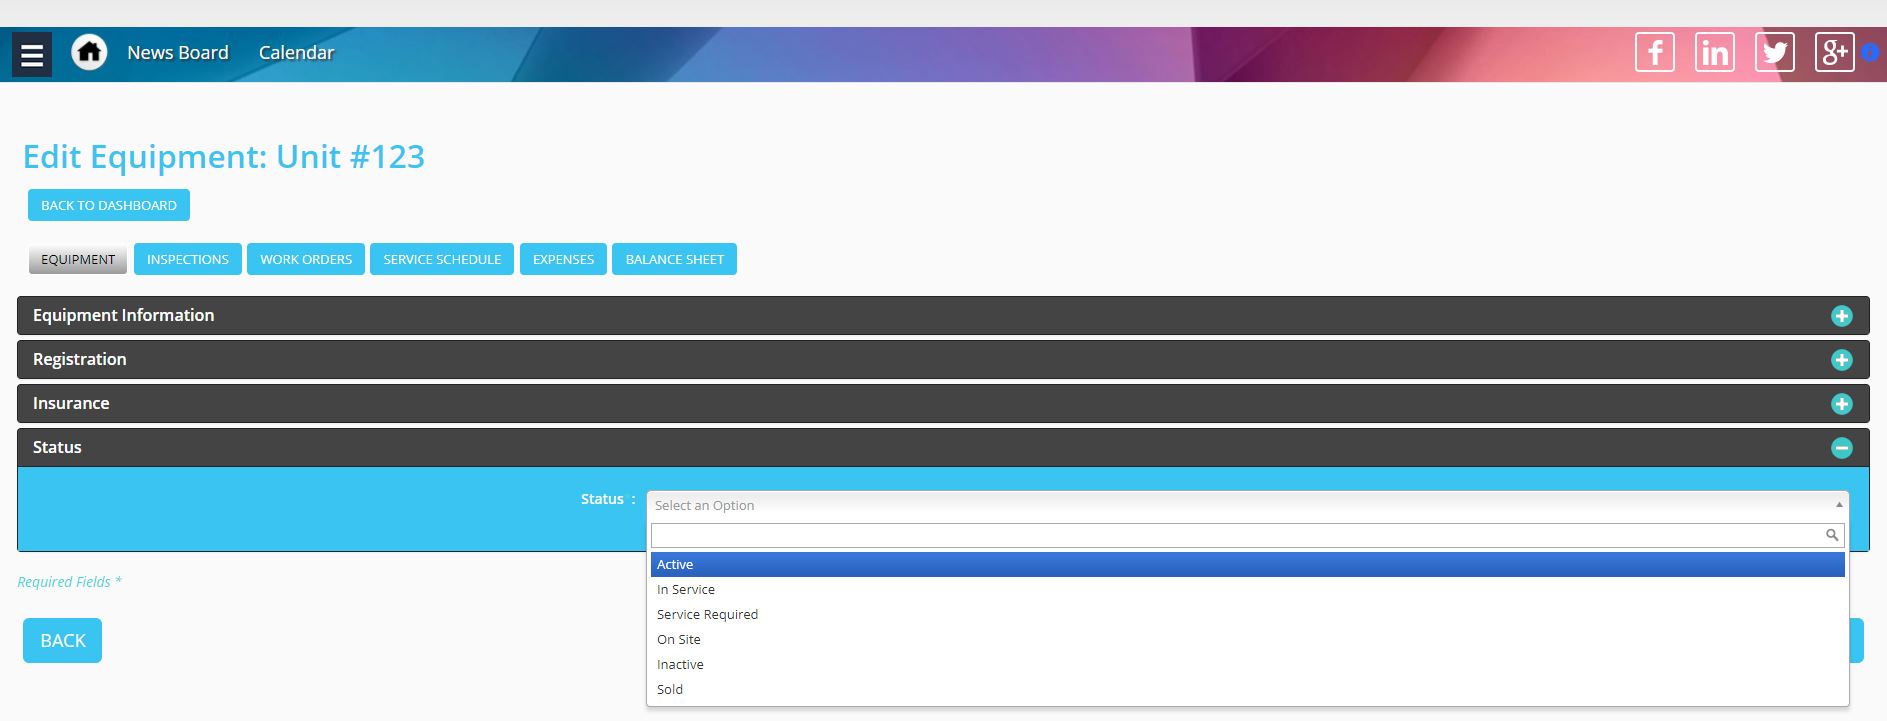 News Board Calendar
Edit Equipment: Unit #123
BACK TO DASHBOARD
EQUIPMENT INSPECTIONS WORK ORDERS SERVICE SCHEDULE EXPENSES BALANCE SHEET
Equipment Information
Registration
Insurance
Status
Status* : Select an Option
Active
In Service
Service Required
On Site
Inactive
Sold
Required Fields *
BACK